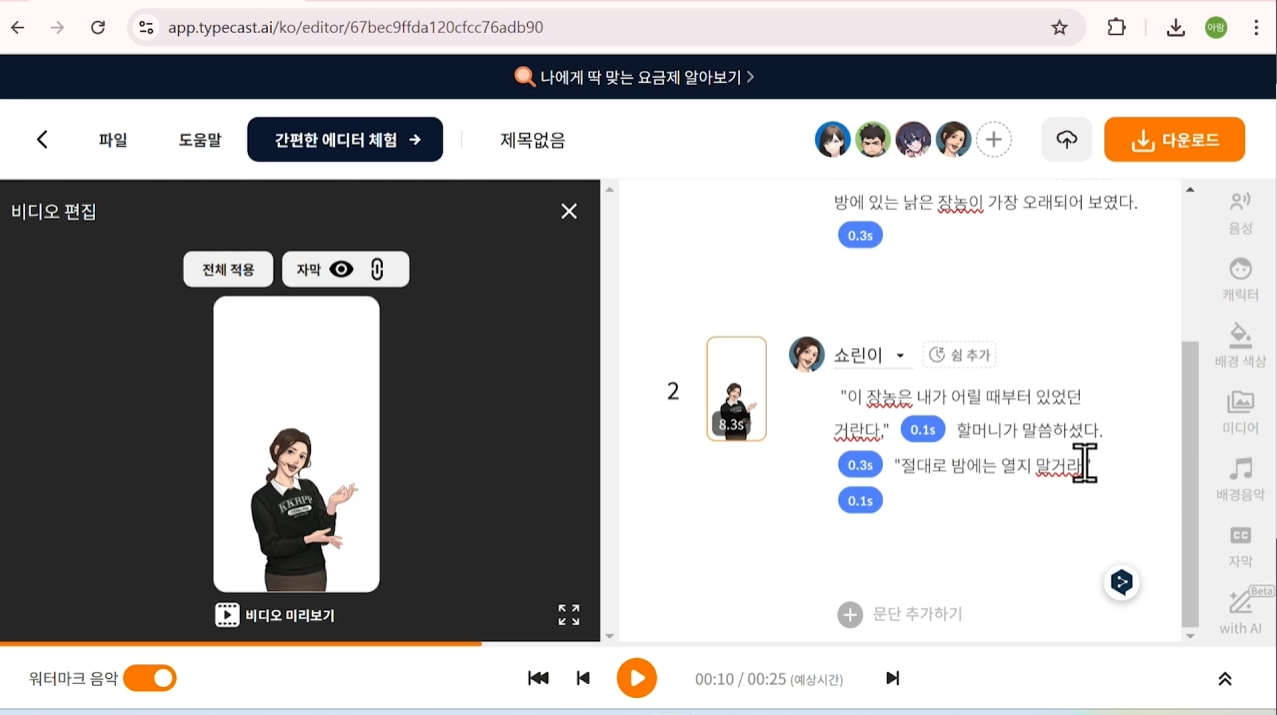 app.typecast.ai/ko/editor/67bec9ffda120cfcc76adb90
아람
나에게 딱 맞는 요금제 알아보기 >
파일
도움말
간편한 에디터 체험 →
제목없음
다운로드
비디오 편집
전체 적용
자막
KKRPP
비디오 미리보기
방에 있는 낡은 장농이 가장 오래되어 보였다.
0.3s
2
8.3s
쇼린이
쉼 추가
"이 장농은 내가 어릴 때부터 있었던
거란다," 0.1s 할머니가 말씀하셨다.
0.3s "절대로 밤에는 열지 말거라"
0.1s
문단 추가하기
음성
캐릭터
배경 색상
미디어
배경음악
CC
자막
Beta
with AI
워터마크 음악
00:10 / 00:25 (예상시간)